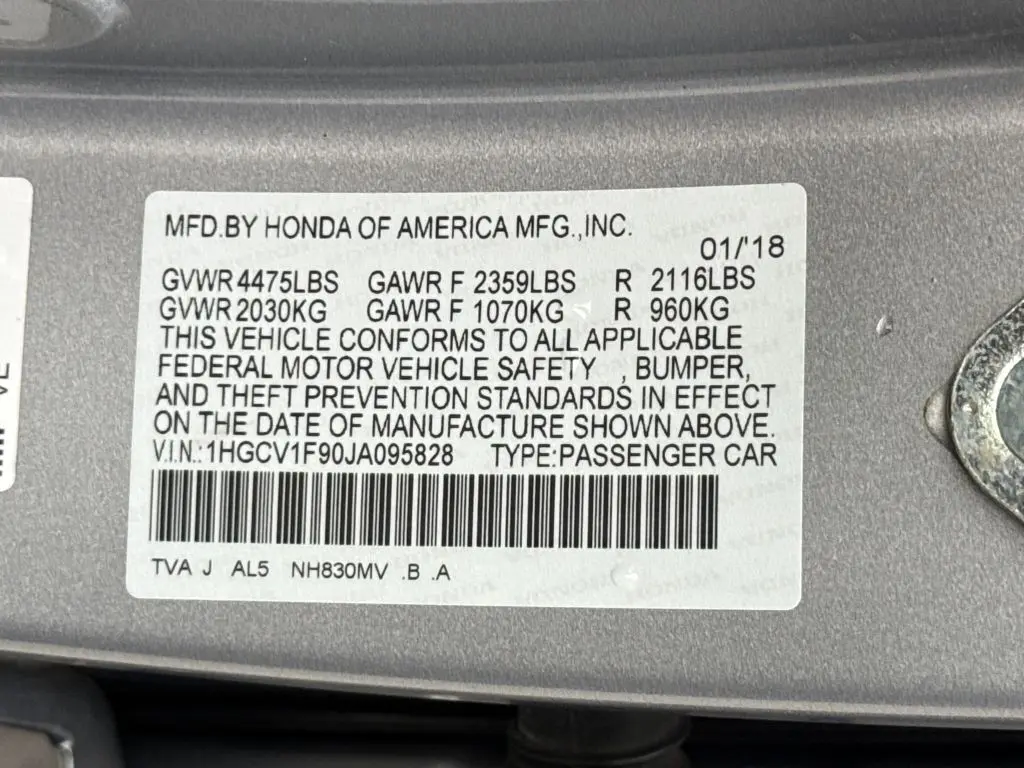 MFD.BY HONDA OF AMERICA MFG.,INC.
01/'18
GVWR 4475LBS GAWR F 2359LBS R 2116LBS
GVWR 2030KG GAWR F 1070KG R 960KG
THIS VEHICLE CONFORMS TO ALL APPLICABLE
FEDERAL MOTOR VEHICLE SAFETY , BUMPER,
AND THEFT PREVENTION STANDARDS IN EFFECT
ON THE DATE OF MANUFACTURE SHOWN ABOVE.
V.I.N.:1HGCV1F90JA095828 TYPE:PASSENGER CAR
TVA J AL5 NH830MV .B .A